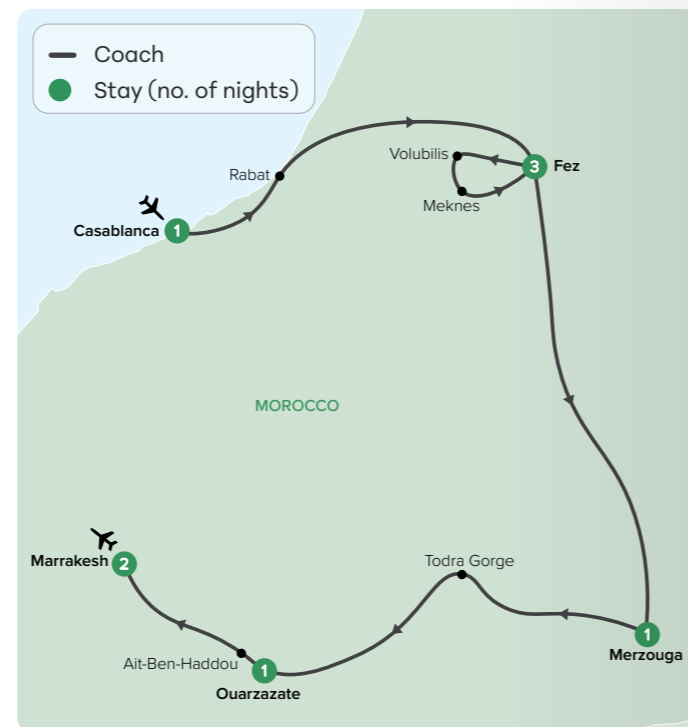 Coach
Stay (no. of nights)
Volubilis
3
Fez
Rabat
Meknes
Casablanca
1
MOROCCO
Marrakesh
2
Todra Gorge
1
Merzouga
Ait-Ben-Haddou
1
Ouarzazate